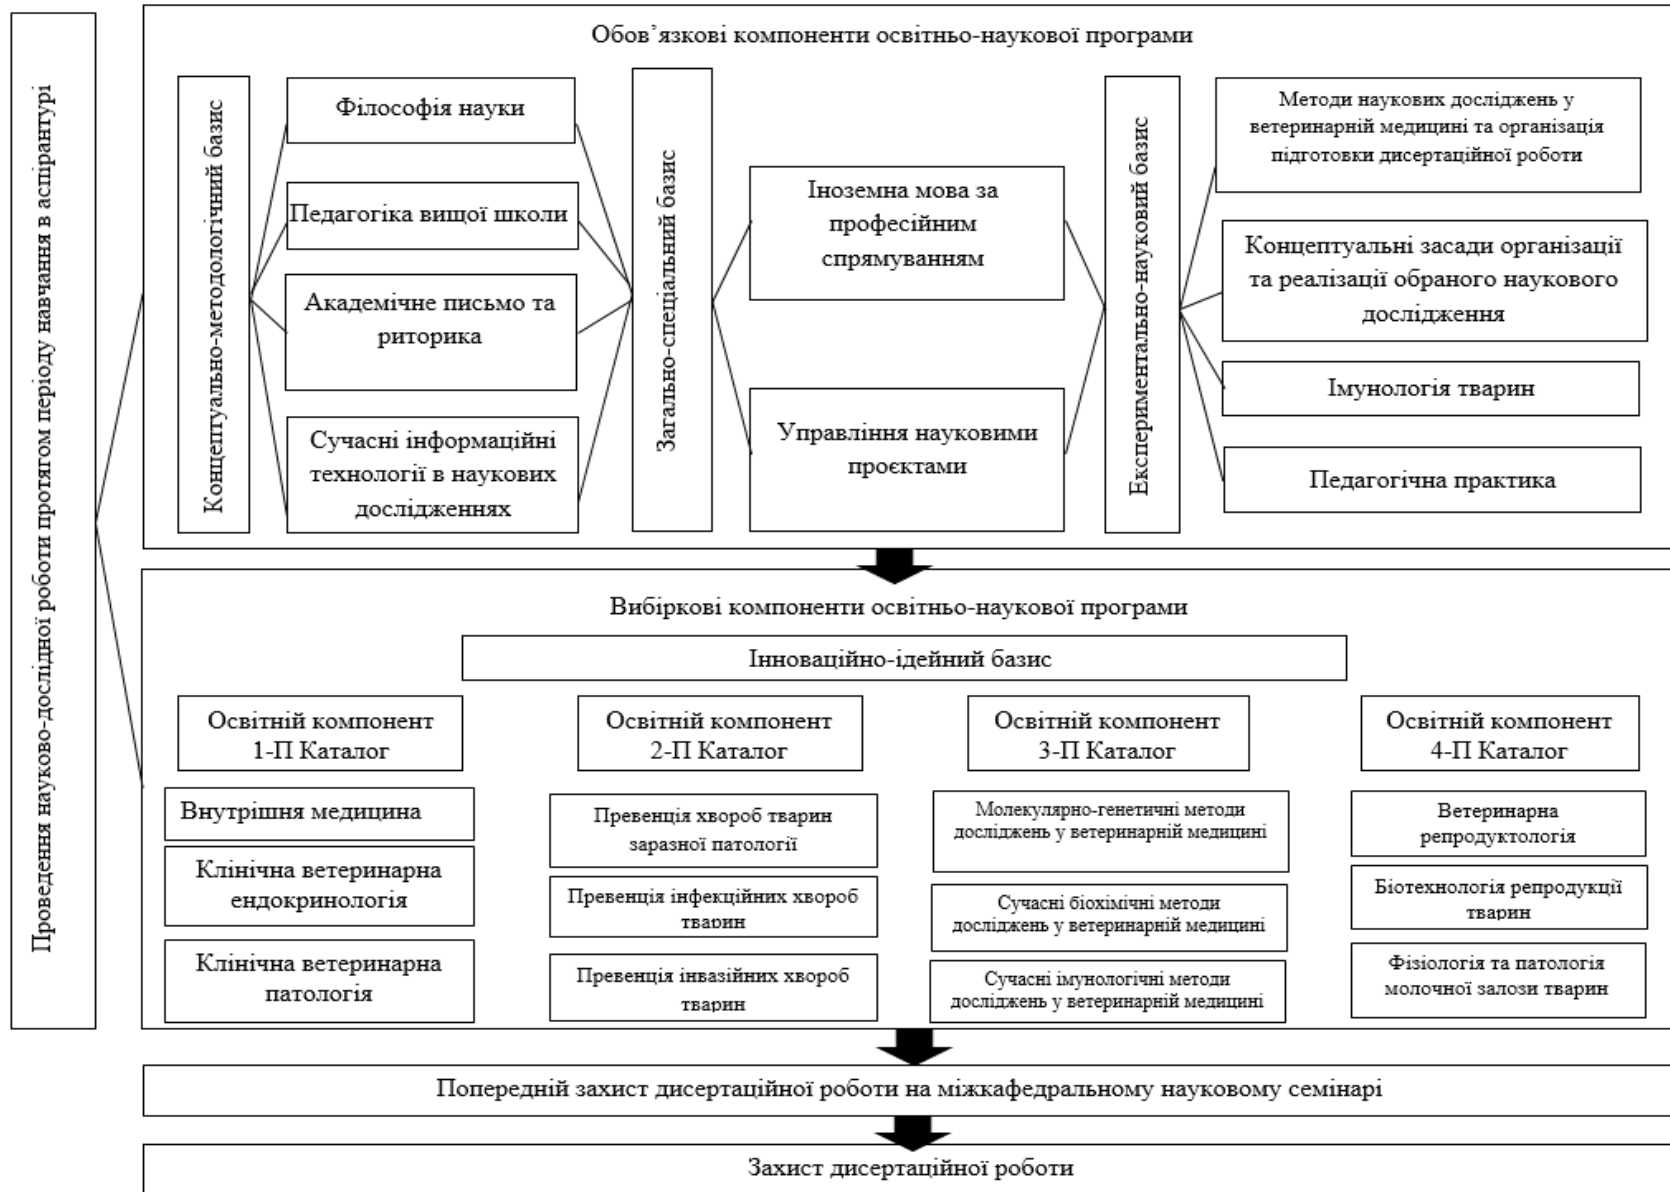 Проведення науково-дослідної роботи протягом періоду навчання в аспірантурі
Обов’язкові компоненти освітньо-наукової програми
Концептуально-методологічний базис
Філософія науки
Педагогіка вищої школи
Академічне письмо та
риторика
Сучасні інформаційні
технології в наукових
дослідженнях
Загально-спеціальний базис
Іноземна мова за
професійним
спрямуванням
Управління науковими
проєктами
Експериментально-науковий базис
Методи наукових досліджень у
ветеринарній медицині та організація
підготовки дисертаційної роботи
Концептуальні засади організації
та реалізації обраного наукового
дослідження
Імунологія тварин
Педагогічна практика
Вибіркові компоненти освітньо-наукової програми
Інноваційно-ідейний базис
Освітній компонент
1-П Каталог
Внутрішня медицина
Клінічна ветеринарна
ендокринологія
Клінічна ветеринарна
патологія
Освітній компонент
2-П Каталог
Превенція хвороб тварин
заразної патології
Превенція інфекційних хвороб
тварин
Превенція інвазійних хвороб
тварин
Освітній компонент
3-П Каталог
Молекулярно-генетичні методи
досліджень у ветеринарній медицині
Сучасні біохімічні методи
досліджень у ветеринарній медицині
Сучасні імунологічні методи
досліджень у ветеринарній медицині
Освітній компонент
4-П Каталог
Ветеринарна
репродуктологія
Біотехнологія репродукції
тварин
Фізіологія та патологія
молочної залози тварин
Попередній захист дисертаційної роботи на міжкафедральному науковому семінарі
Захист дисертаційної роботи